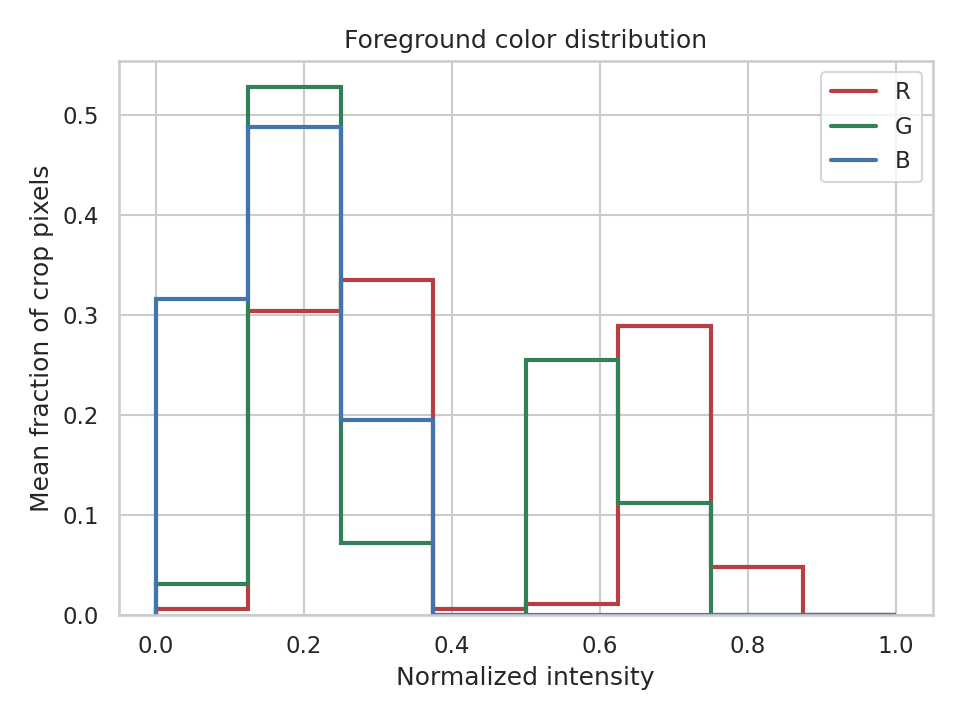 Foreground color distribution
R
G
B
Mean fraction of crop pixels
0.5
0.4
0.3
0.2
0.1
0.0
0.0 0.2 0.4 0.6 0.8 1.0
Normalized intensity